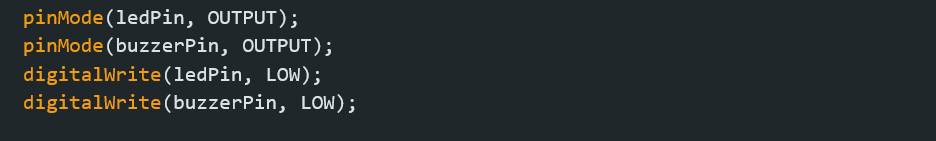 pinMode(ledPin, OUTPUT);
pinMode(buzzerPin, OUTPUT);
digitalWrite(ledPin, LOW);
digitalWrite(buzzerPin, LOW);